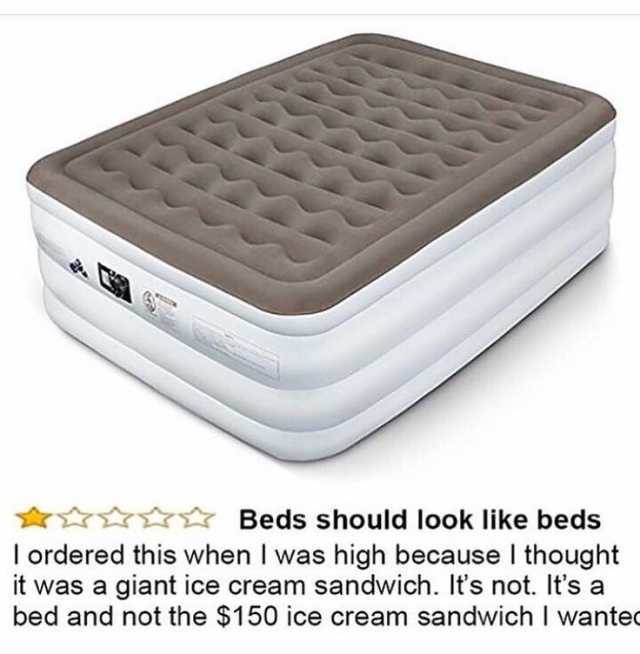 Beds should look like beds
I ordered this when I was high because I thought
it was a giant ice cream sandwich. It's not. It's a
bed and not the $150 ice cream sandwich I wanted